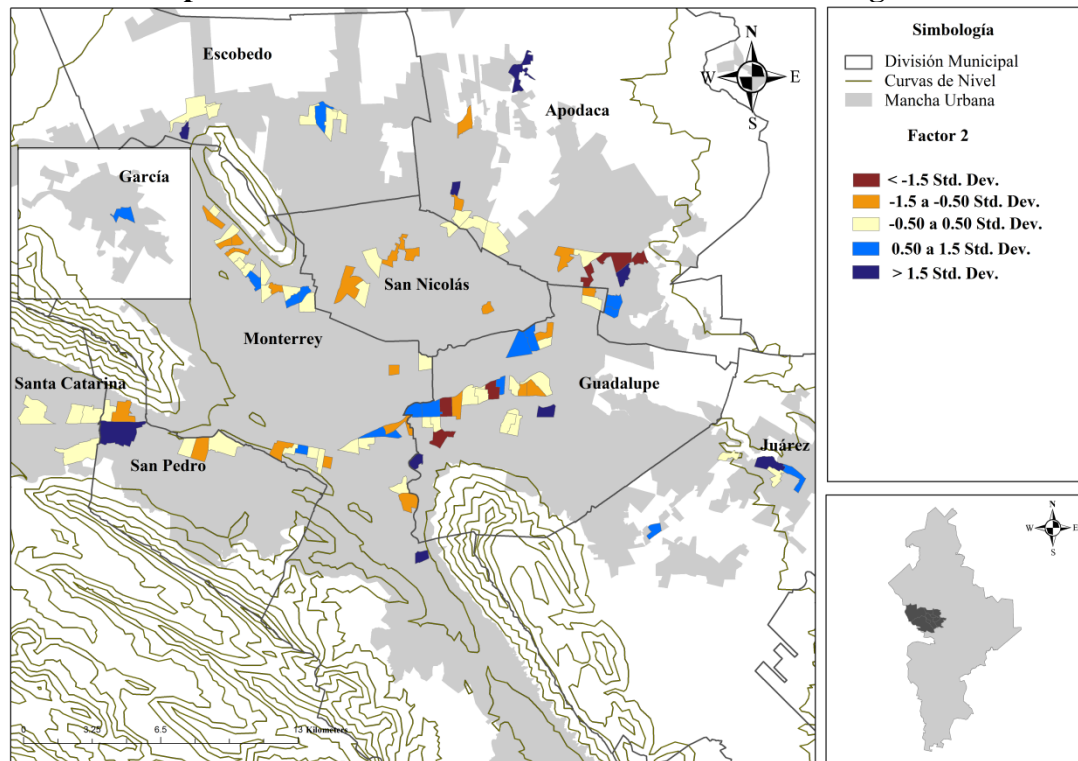 Escobedo
N
W
E
S
Apodaca
García
San Nicolás
Monterrey
Santa Catarina
Guadalupe
San Pedro
Juárez
0
3.25
6.5
13 Kilometers
Simbología
División Municipal
Curvas de Nivel
Mancha Urbana
Factor 2
< -1.5 Std. Dev.
-1.5 a -0.50 Std. Dev.
-0.50 a 0.50 Std. Dev.
0.50 a 1.5 Std. Dev.
> 1.5 Std. Dev.
N
W
E
S